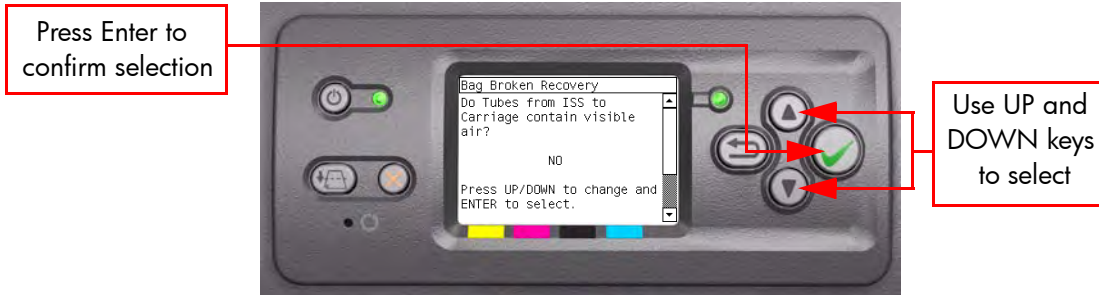 Press Enter to
confirm selection
Bag Broken Recovery
Do Tubes from ISS to
Carriage contain visible
air?
NO
Press UP/DOWN to change and
ENTER to select.
Use UP and
DOWN keys
to select